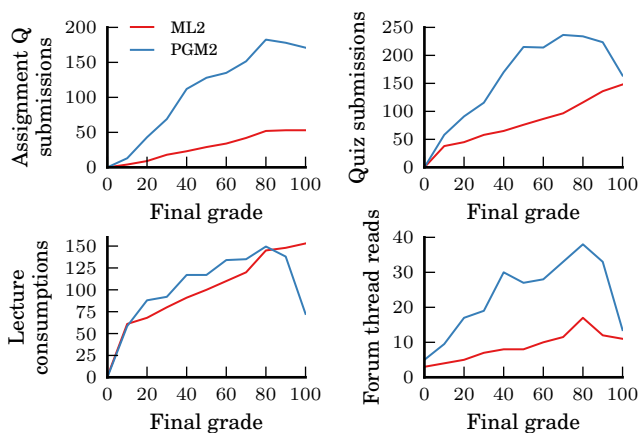 Assignment Q
submissions
200
150
100
50
0
ML2
PGM2
0 20 40 60 80 100
Final grade
Quiz submissions
250
200
150
100
50
0
0 20 40 60 80 100
Final grade
Lecture
consumptions
150
125
100
75
50
25
0
0 20 40 60 80 100
Final grade
Forum thread reads
40
30
20
10
0
0 20 40 60 80 100
Final grade